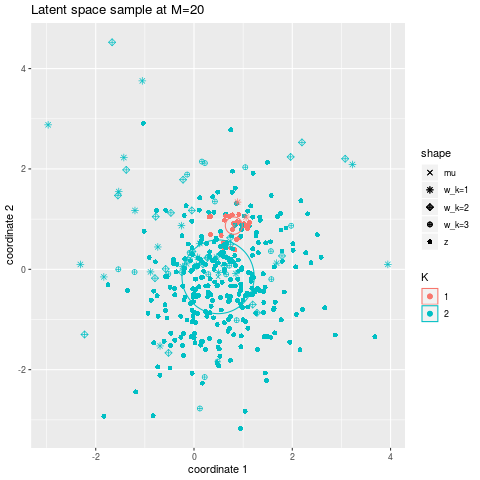 Latent space sample at M=20
coordinate 2
4
2
0
-2
-2
0
2
4
coordinate 1
shape
mu
w_k=1
w_k=2
w_k=3
z
K
1
2